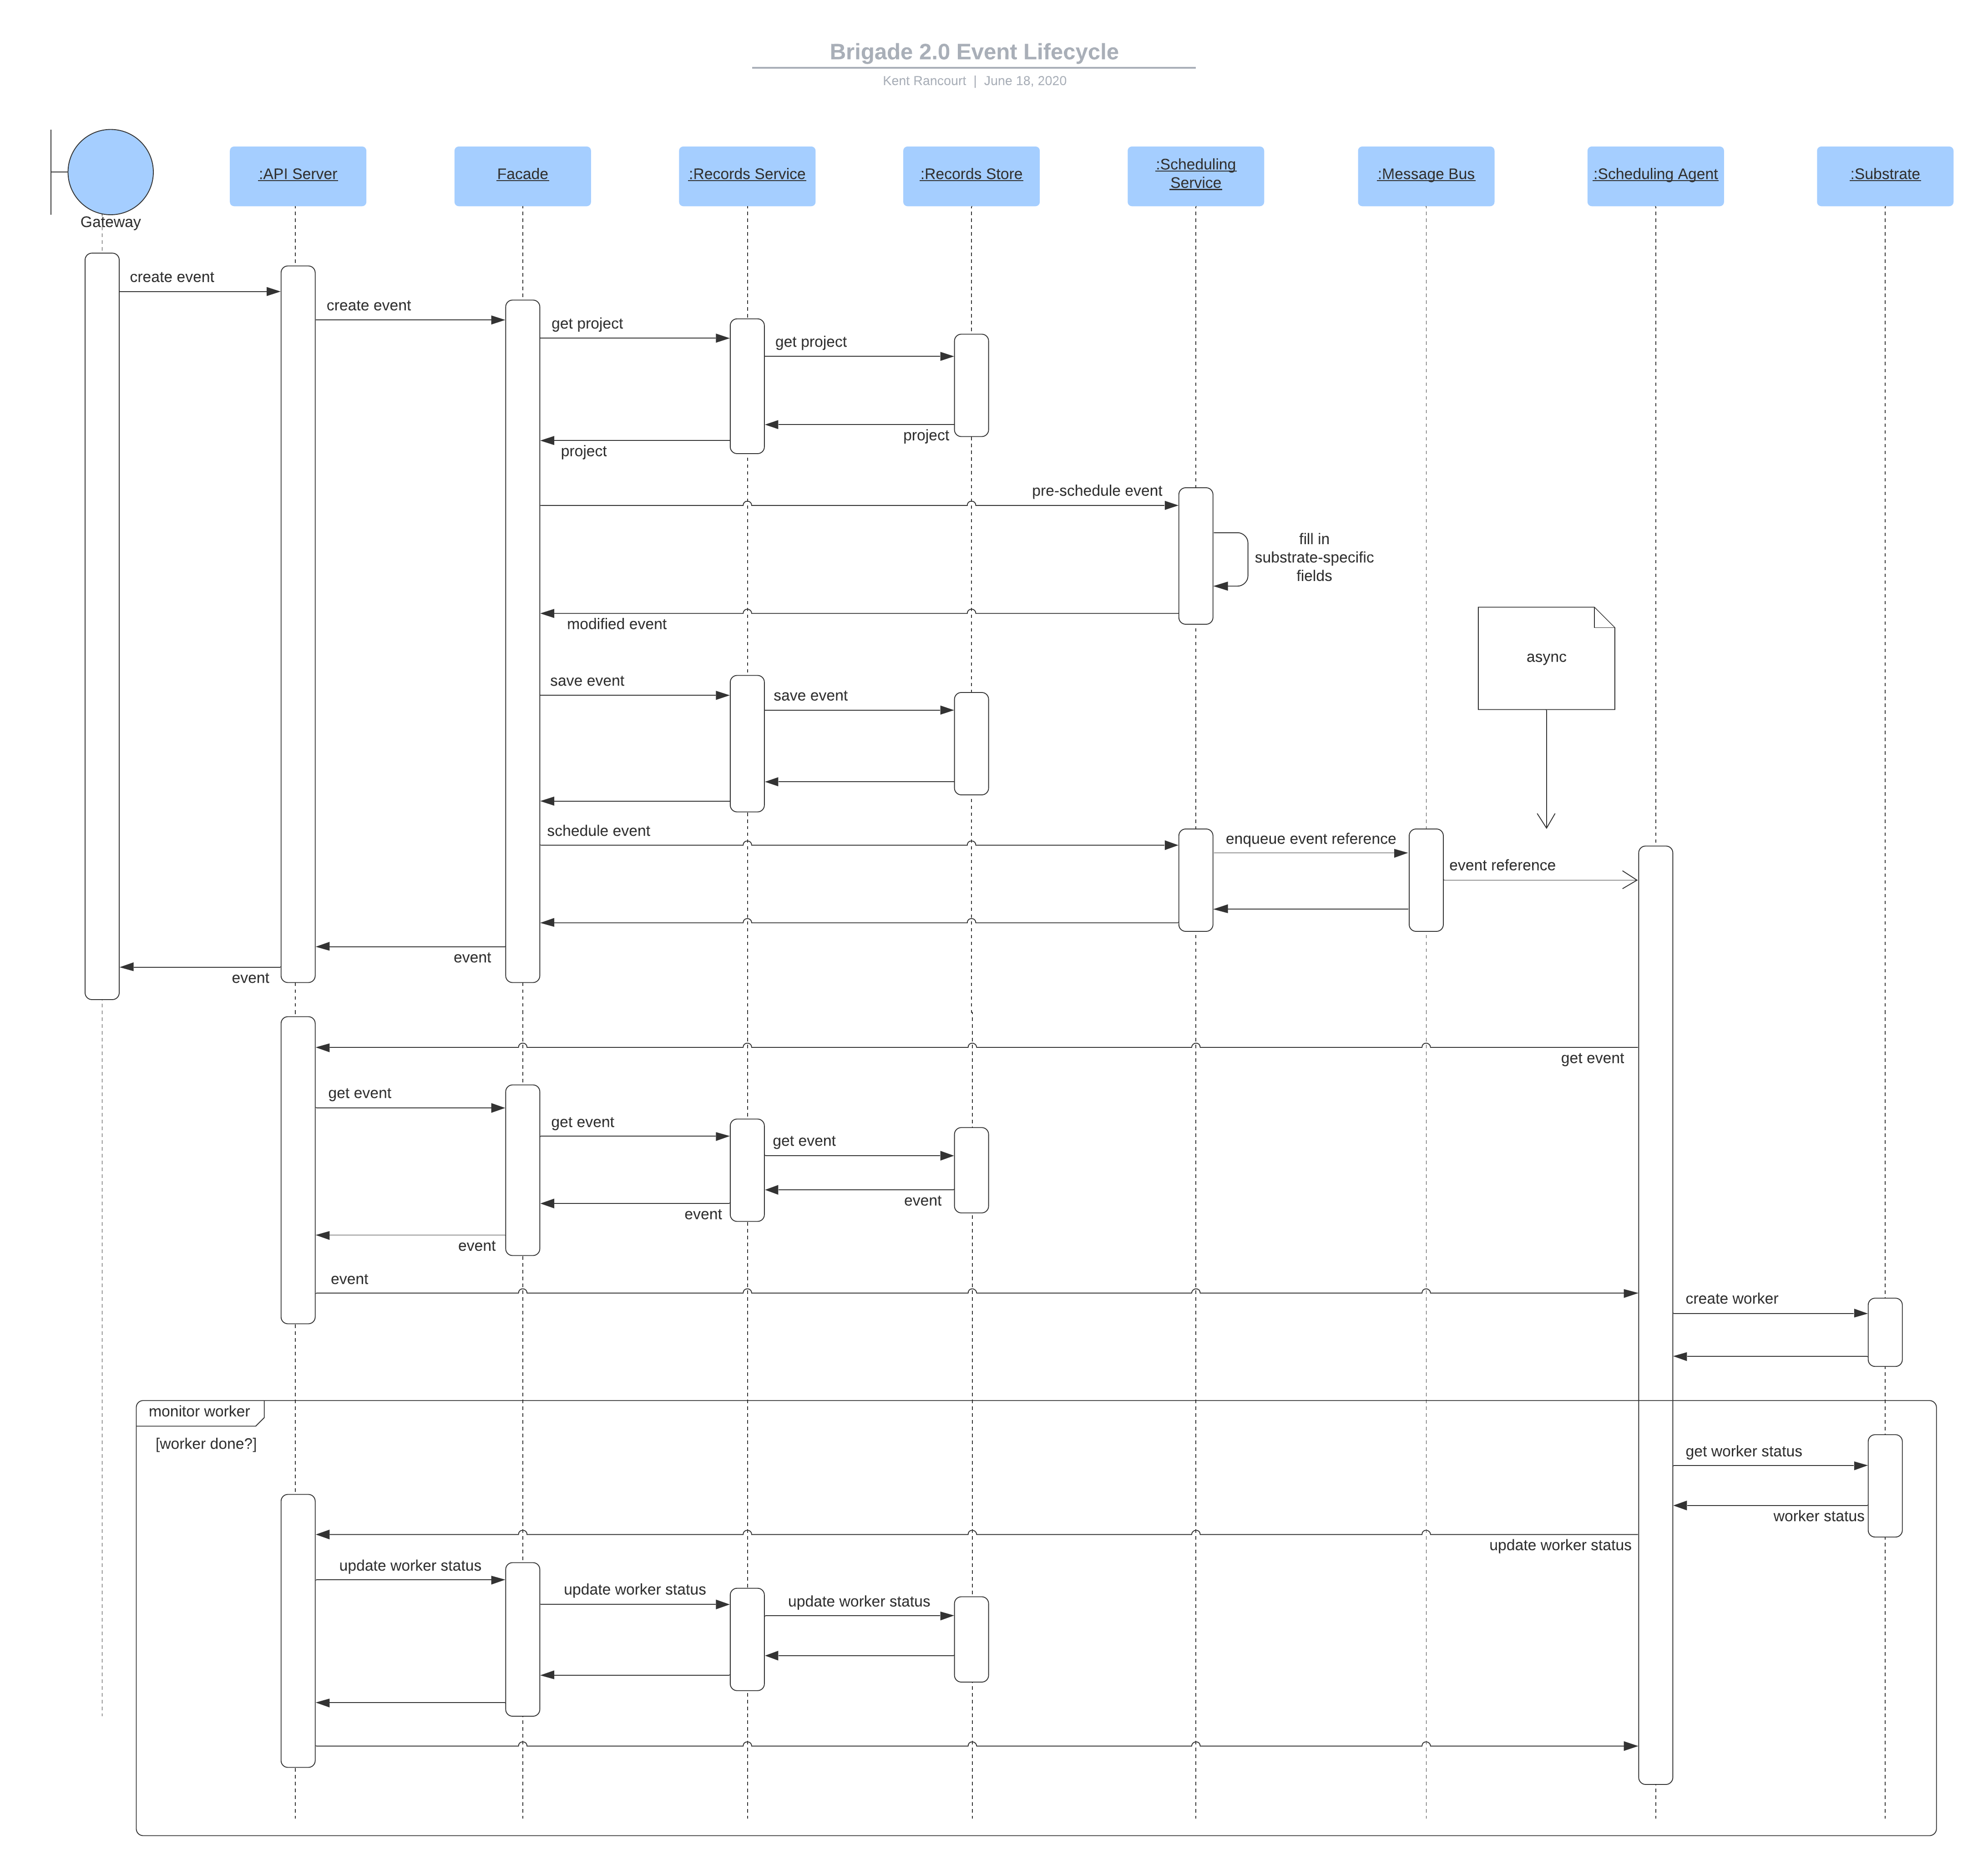 Brigade 2.0 Event Lifecycle
Kent Rancourt | June 18, 2020
Gateway
:API Server
Facade
:Records Service
:Records Store
:Scheduling
Service
:Message Bus
:Scheduling Agent
:Substrate
create event
create event
get project
get project
project
project
pre-schedule event
fill in
substrate-specific
fields
modified event
async
save event
save event
schedule event
enqueue event reference
event reference
event
event
get event
get event
get event
get event
event
event
event
event
create worker
monitor worker
[worker done?]
get worker status
worker status
update worker status
update worker status
update worker status
update worker status